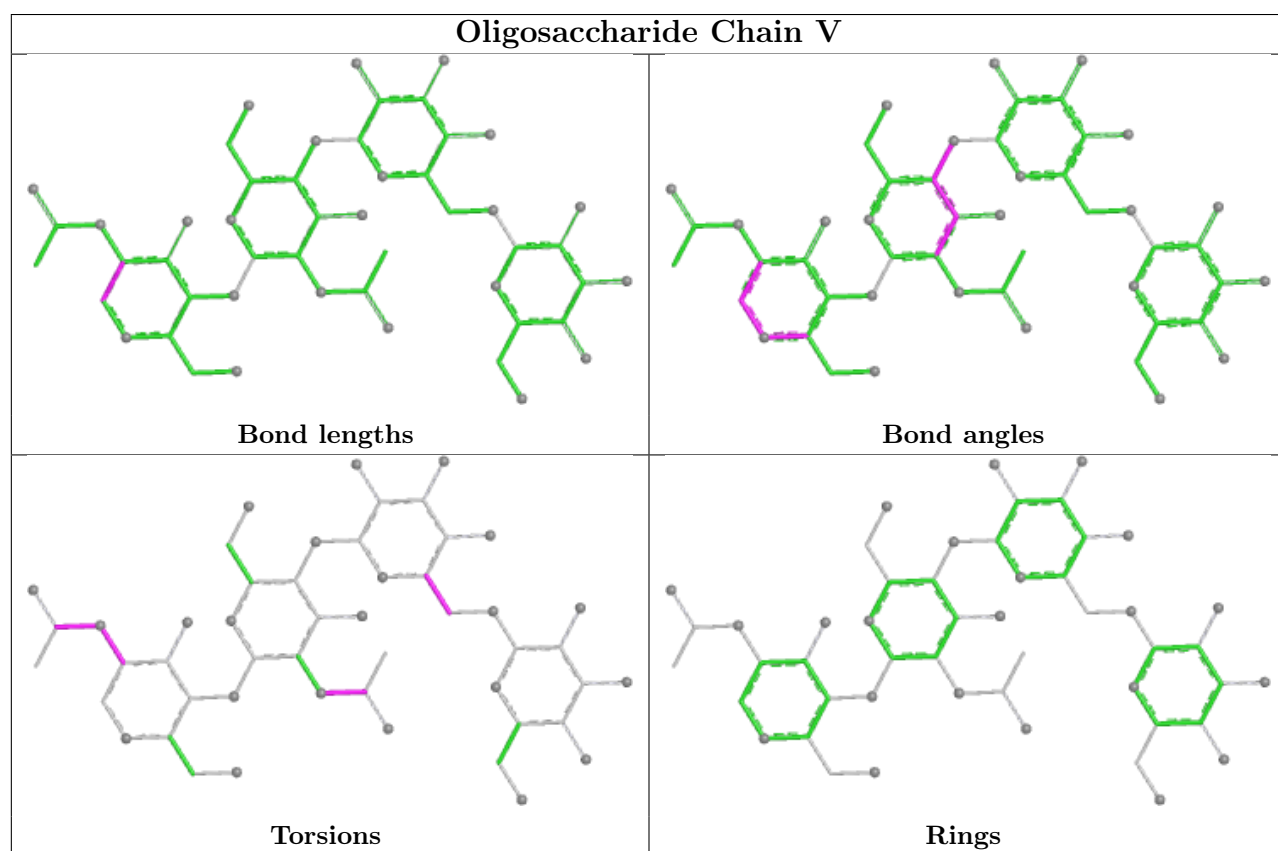 Oligosaccharide Chain V
Bond lengths
Bond angles
Torsions
Rings